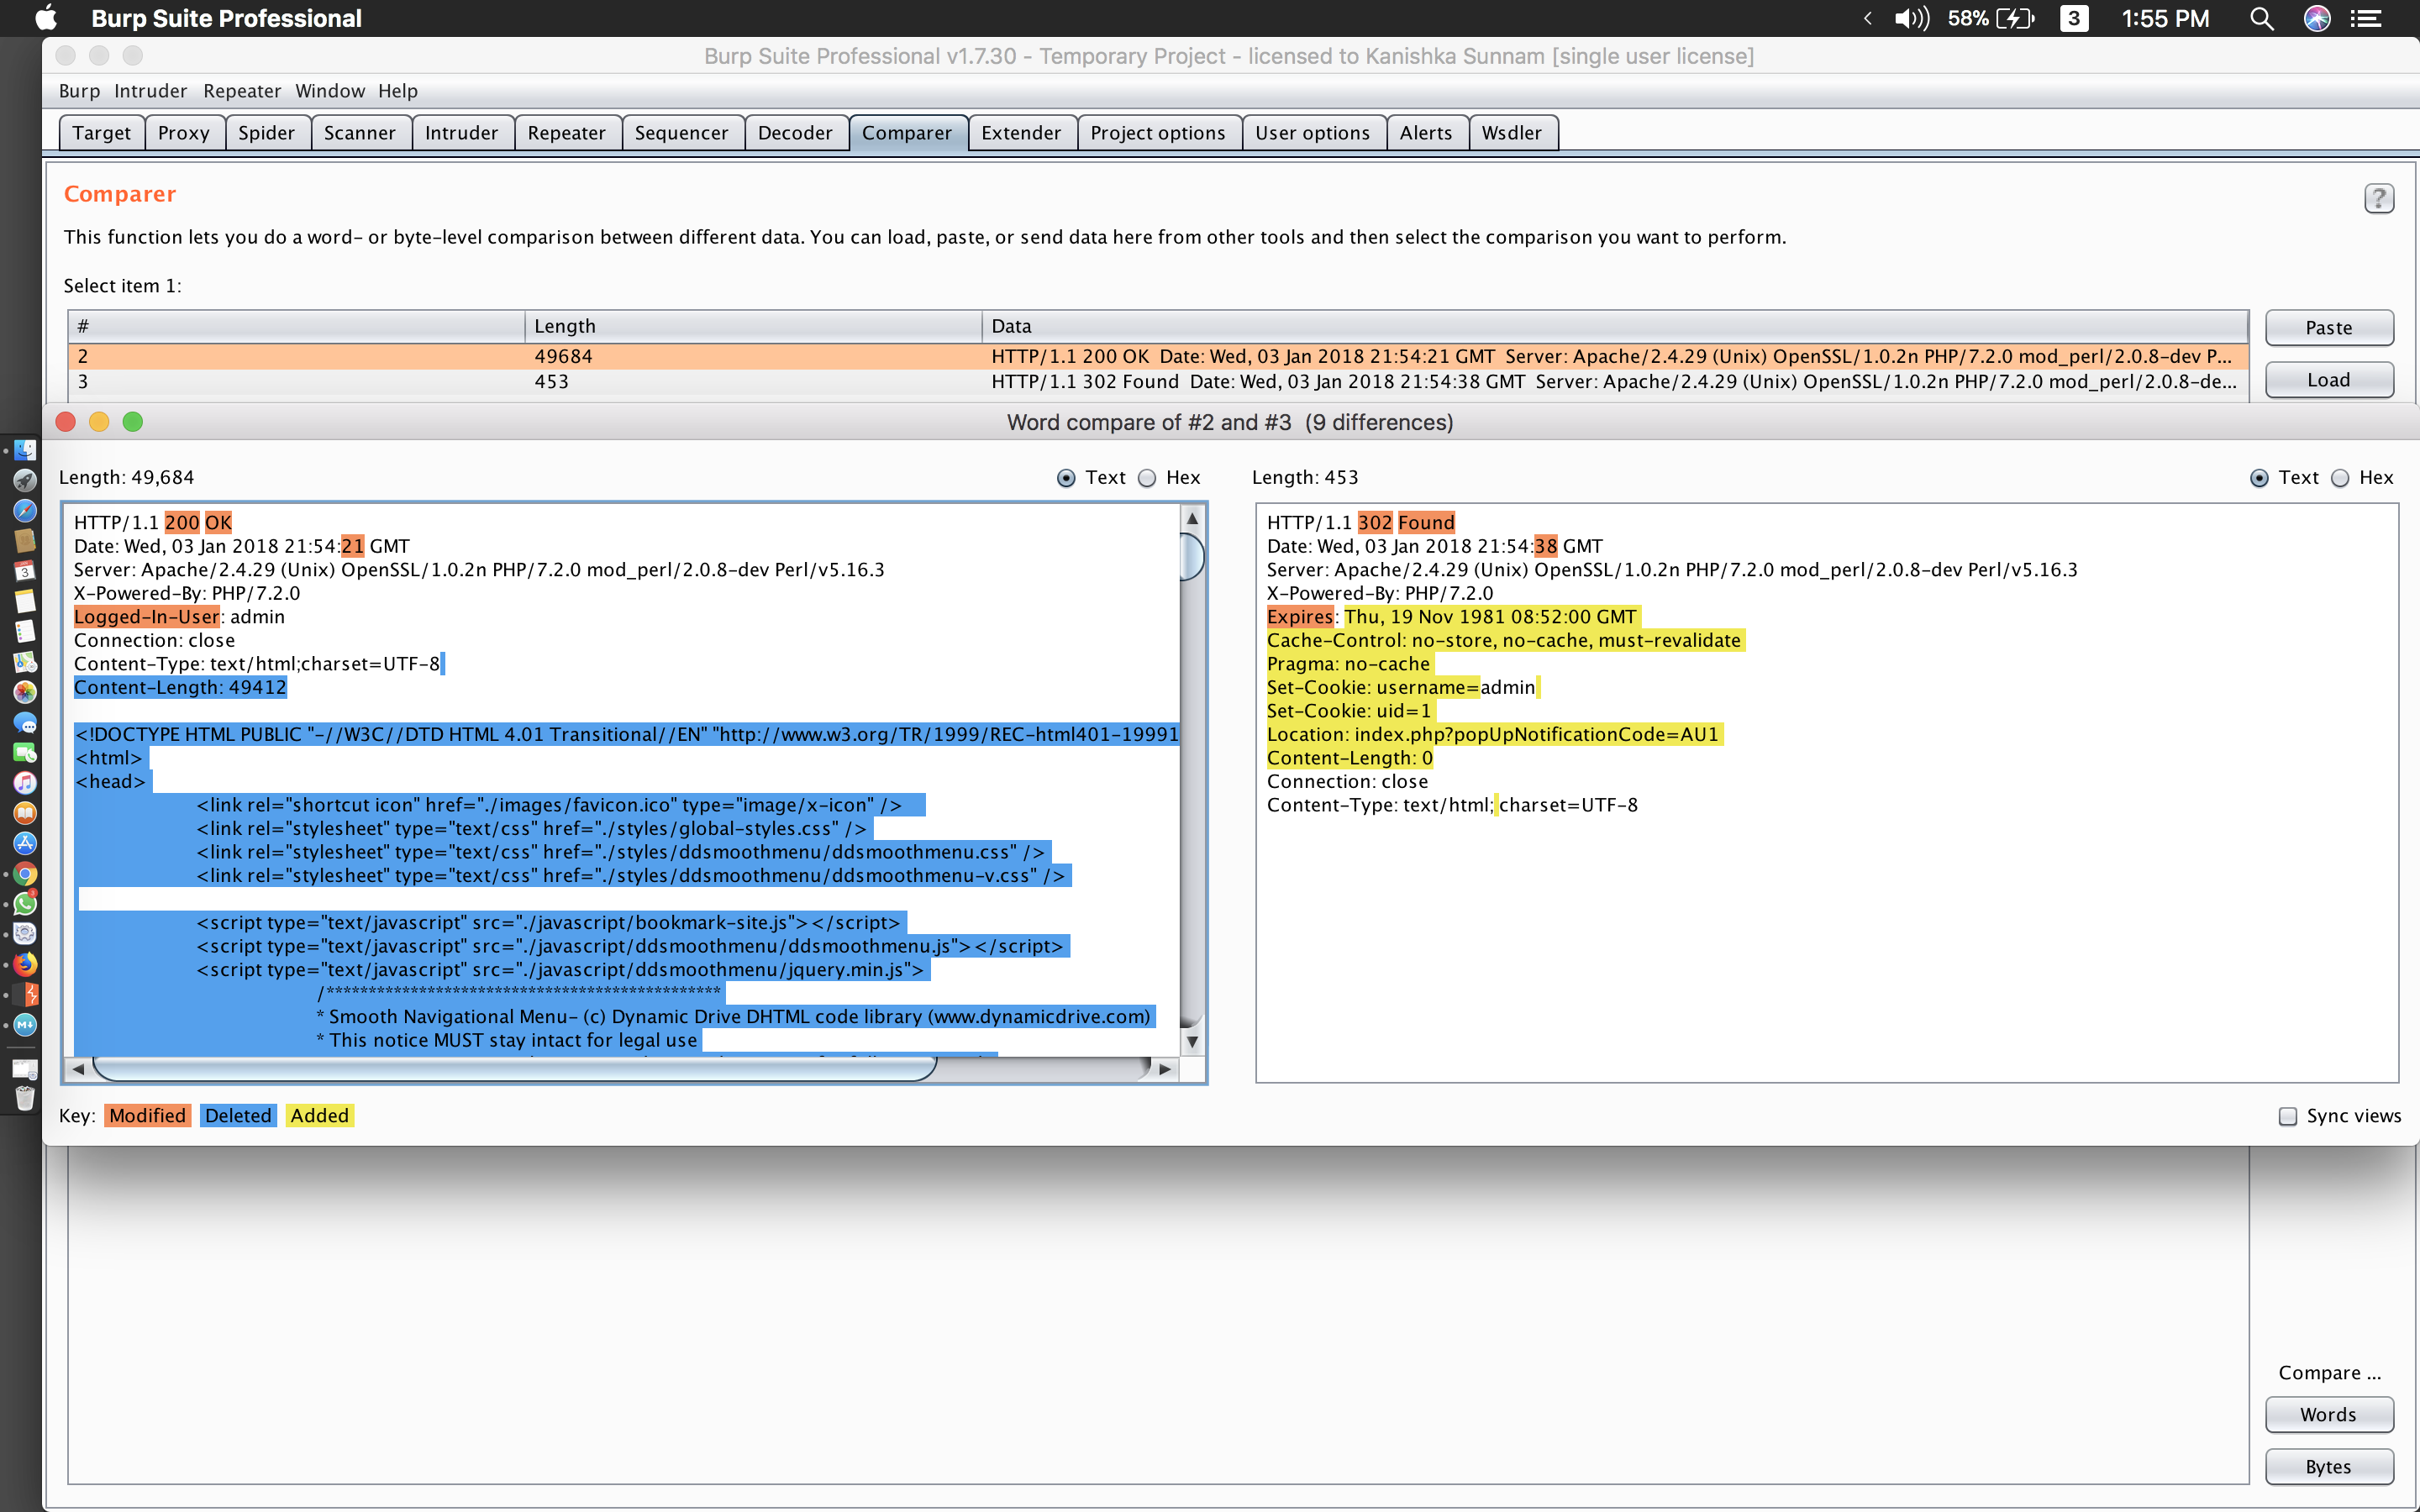 Burp Suite Professional
58%
3
1:55 PM
Burp Suite Professional v1.7.30 - Temporary Project - licensed to Kanishka Sunnam [single user license]
Burp Intruder Repeater Window Help
Target Proxy Spider Scanner Intruder Repeater Sequencer Decoder Comparer Extender Project options User options Alerts Wsdler
Comparer
?
This function lets you do a word- or byte-level comparison between different data. You can load, paste, or send data here from other tools and then select the comparison you want to perform.
Select item 1:
# Length Data
Paste
2 49684 HTTP/1.1 200 OK Date: Wed, 03 Jan 2018 21:54:21 GMT Server: Apache/2.4.29 (Unix) OpenSSL/1.0.2n PHP/7.2.0 mod_perl/2.0.8-dev P...
3 453 HTTP/1.1 302 Found Date: Wed, 03 Jan 2018 21:54:38 GMT Server: Apache/2.4.29 (Unix) OpenSSL/1.0.2n PHP/7.2.0 mod_perl/2.0.8-de...
Load
Word compare of #2 and #3 (9 differences)
Length: 49,684
Text Hex
HTTP/1.1 200 OK
Date: Wed, 03 Jan 2018 21:54:21 GMT
Server: Apache/2.4.29 (Unix) OpenSSL/1.0.2n PHP/7.2.0 mod_perl/2.0.8-dev Perl/v5.16.3
X-Powered-By: PHP/7.2.0
Logged-In-User: admin
Connection: close
Content-Type: text/html;charset=UTF-8
Content-Length: 49412
<!DOCTYPE HTML PUBLIC "-//W3C//DTD HTML 4.01 Transitional//EN" "http://www.w3.org/TR/1999/REC-html401-19991
<html>
<head>
<link rel="shortcut icon" href="./images/favicon.ico" type="image/x-icon" />
<link rel="stylesheet" type="text/css" href="./styles/global-styles.css" />
<link rel="stylesheet" type="text/css" href="./styles/ddsmoothmenu/ddsmoothmenu.css" />
<link rel="stylesheet" type="text/css" href="./styles/ddsmoothmenu/ddsmoothmenu-v.css" />
<script type="text/javascript" src="./javascript/bookmark-site.js"></script>
<script type="text/javascript" src="./javascript/ddsmoothmenu/ddsmoothmenu.js"></script>
<script type="text/javascript" src="./javascript/ddsmoothmenu/jquery.min.js">
/***********************************************
* Smooth Navigational Menu- (c) Dynamic Drive DHTML code library (www.dynamicdrive.com)
* This notice MUST stay intact for legal use
Length: 453
Text Hex
HTTP/1.1 302 Found
Date: Wed, 03 Jan 2018 21:54:38 GMT
Server: Apache/2.4.29 (Unix) OpenSSL/1.0.2n PHP/7.2.0 mod_perl/2.0.8-dev Perl/v5.16.3
X-Powered-By: PHP/7.2.0
Expires: Thu, 19 Nov 1981 08:52:00 GMT
Cache-Control: no-store, no-cache, must-revalidate
Pragma: no-cache
Set-Cookie: username=admin
Set-Cookie: uid=1
Location: index.php?popUpNotificationCode=AU1
Content-Length: 0
Connection: close
Content-Type: text/html; charset=UTF-8
Key: Modified Deleted Added
Sync views
Compare ...
Words
Bytes